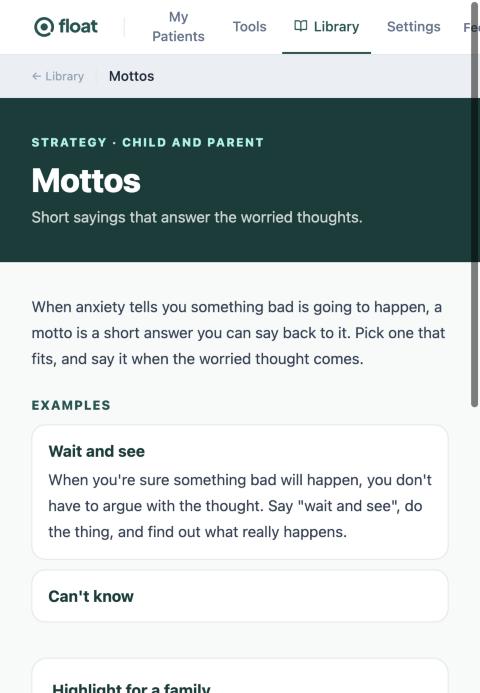 float
My Patients
Tools
Library
Settings
← Library
Mottos
STRATEGY · CHILD AND PARENT
Mottos
Short sayings that answer the worried thoughts.
When anxiety tells you something bad is going to happen, a
motto is a short answer you can say back to it. Pick one that
fits, and say it when the worried thought comes.
EXAMPLES
Wait and see
When you're sure something bad will happen, you don't
have to argue with the thought. Say "wait and see", do
the thing, and find out what really happens.
Can't know
Highlight for a family